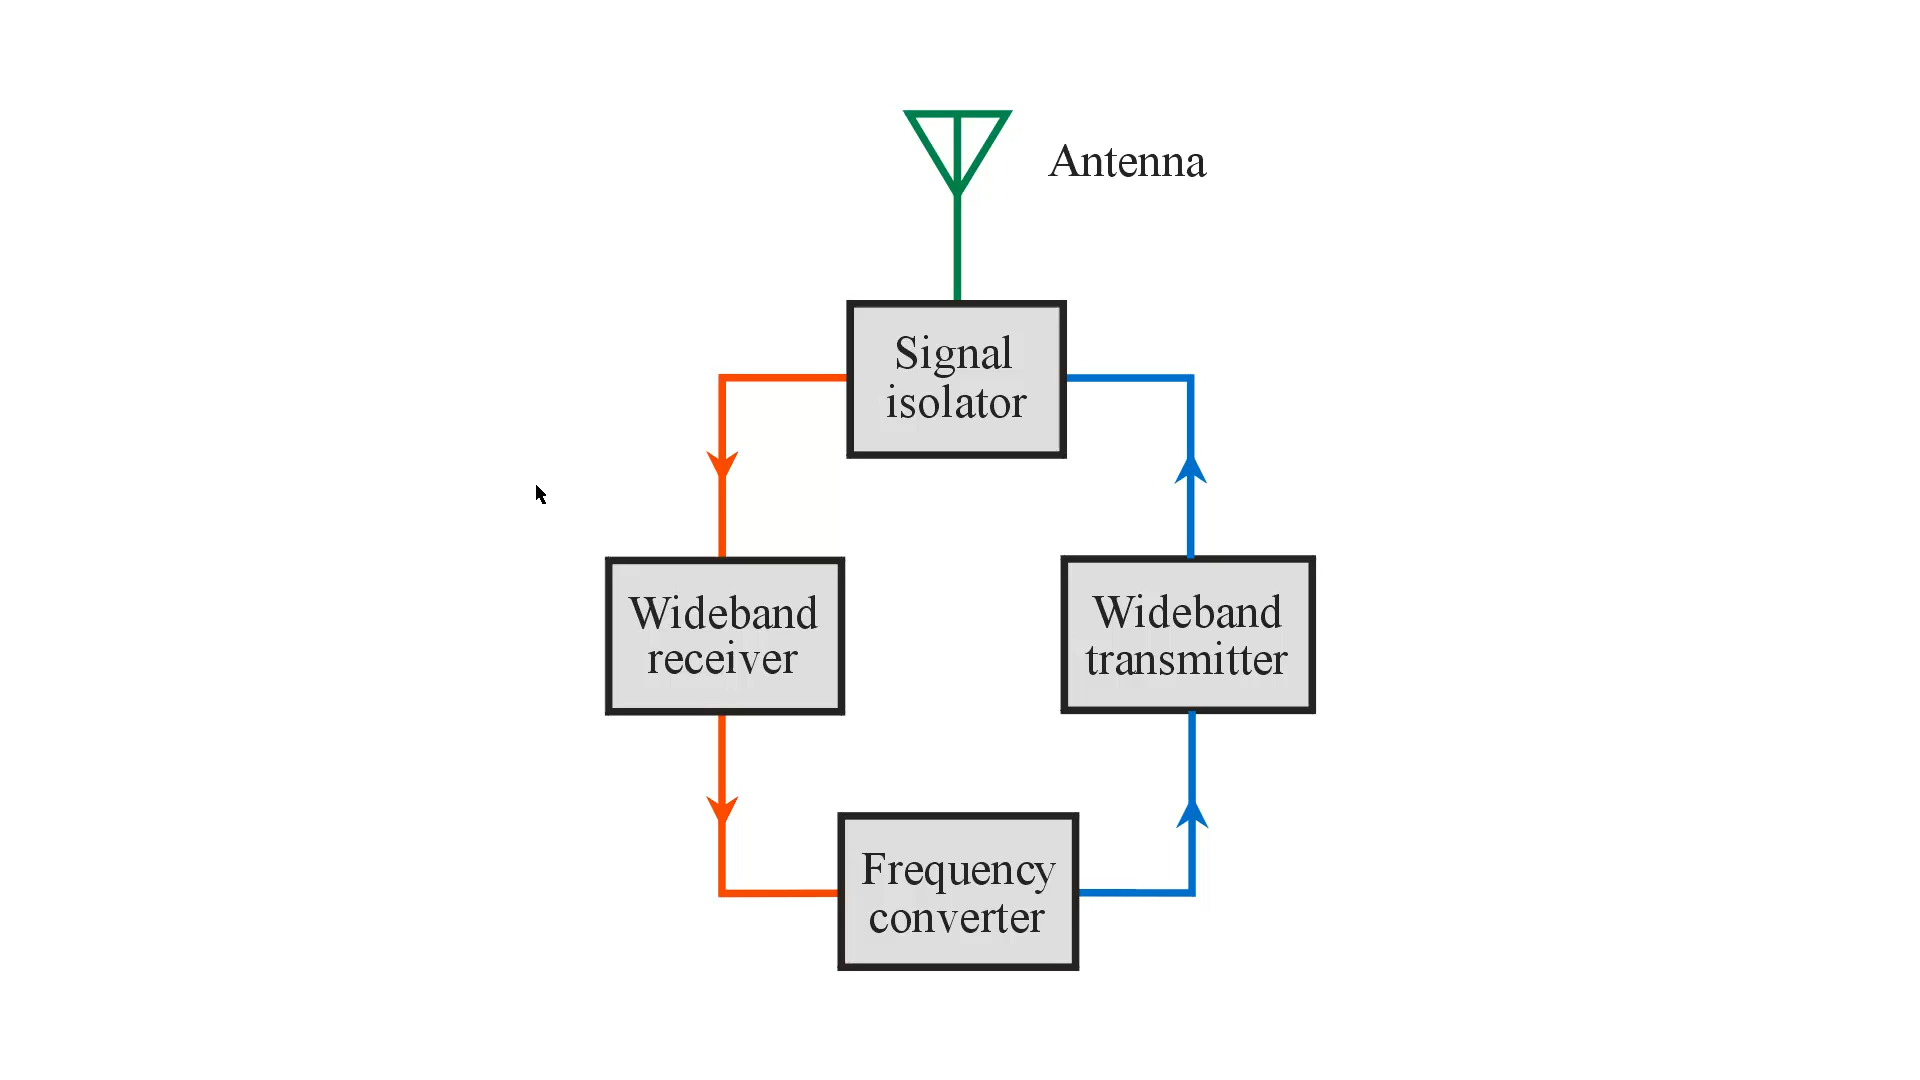 Antenna
Signal
isolator
Wideband
receiver
Wideband
transmitter
Frequency
converter